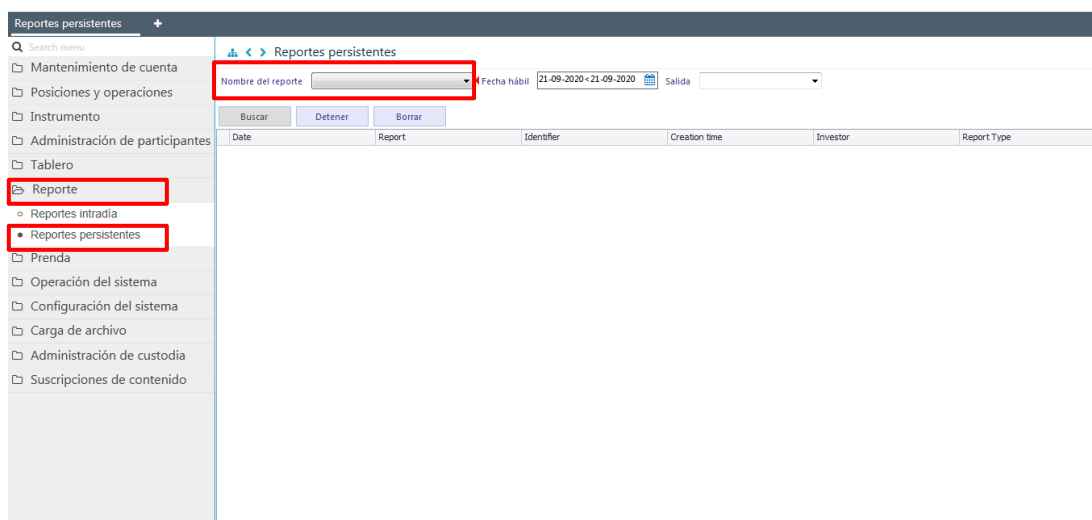 Reportes persistentes +
Search menu
Mantenimiento de cuenta
Posiciones y operaciones
Instrumento
Administración de participantes
Tablero
Reporte
Reportes intradía
Reportes persistentes
Prenda
Operación del sistema
Configuración del sistema
Carga de archivo
Administración de custodia
Suscripciones de contenido
Reportes persistentes
Nombre del reporte Fecha hábil 21-09-2020<21-09-2020 Salida
Buscar Detener Borrar
Date Report Identifier Creation time Investor Report Type